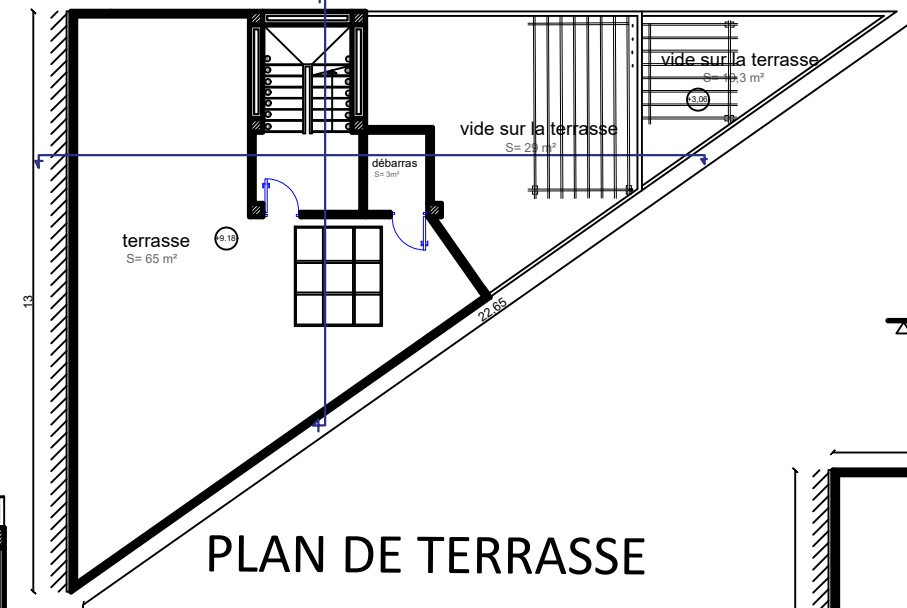 vide sur la terrasse
S= 19,3 m²
+3,06
vide sur la terrasse
S= 29 m²
débarras
S= 3m²
terrasse
+9.18
S= 65 m²
13
22,65
PLAN DE TERRASSE